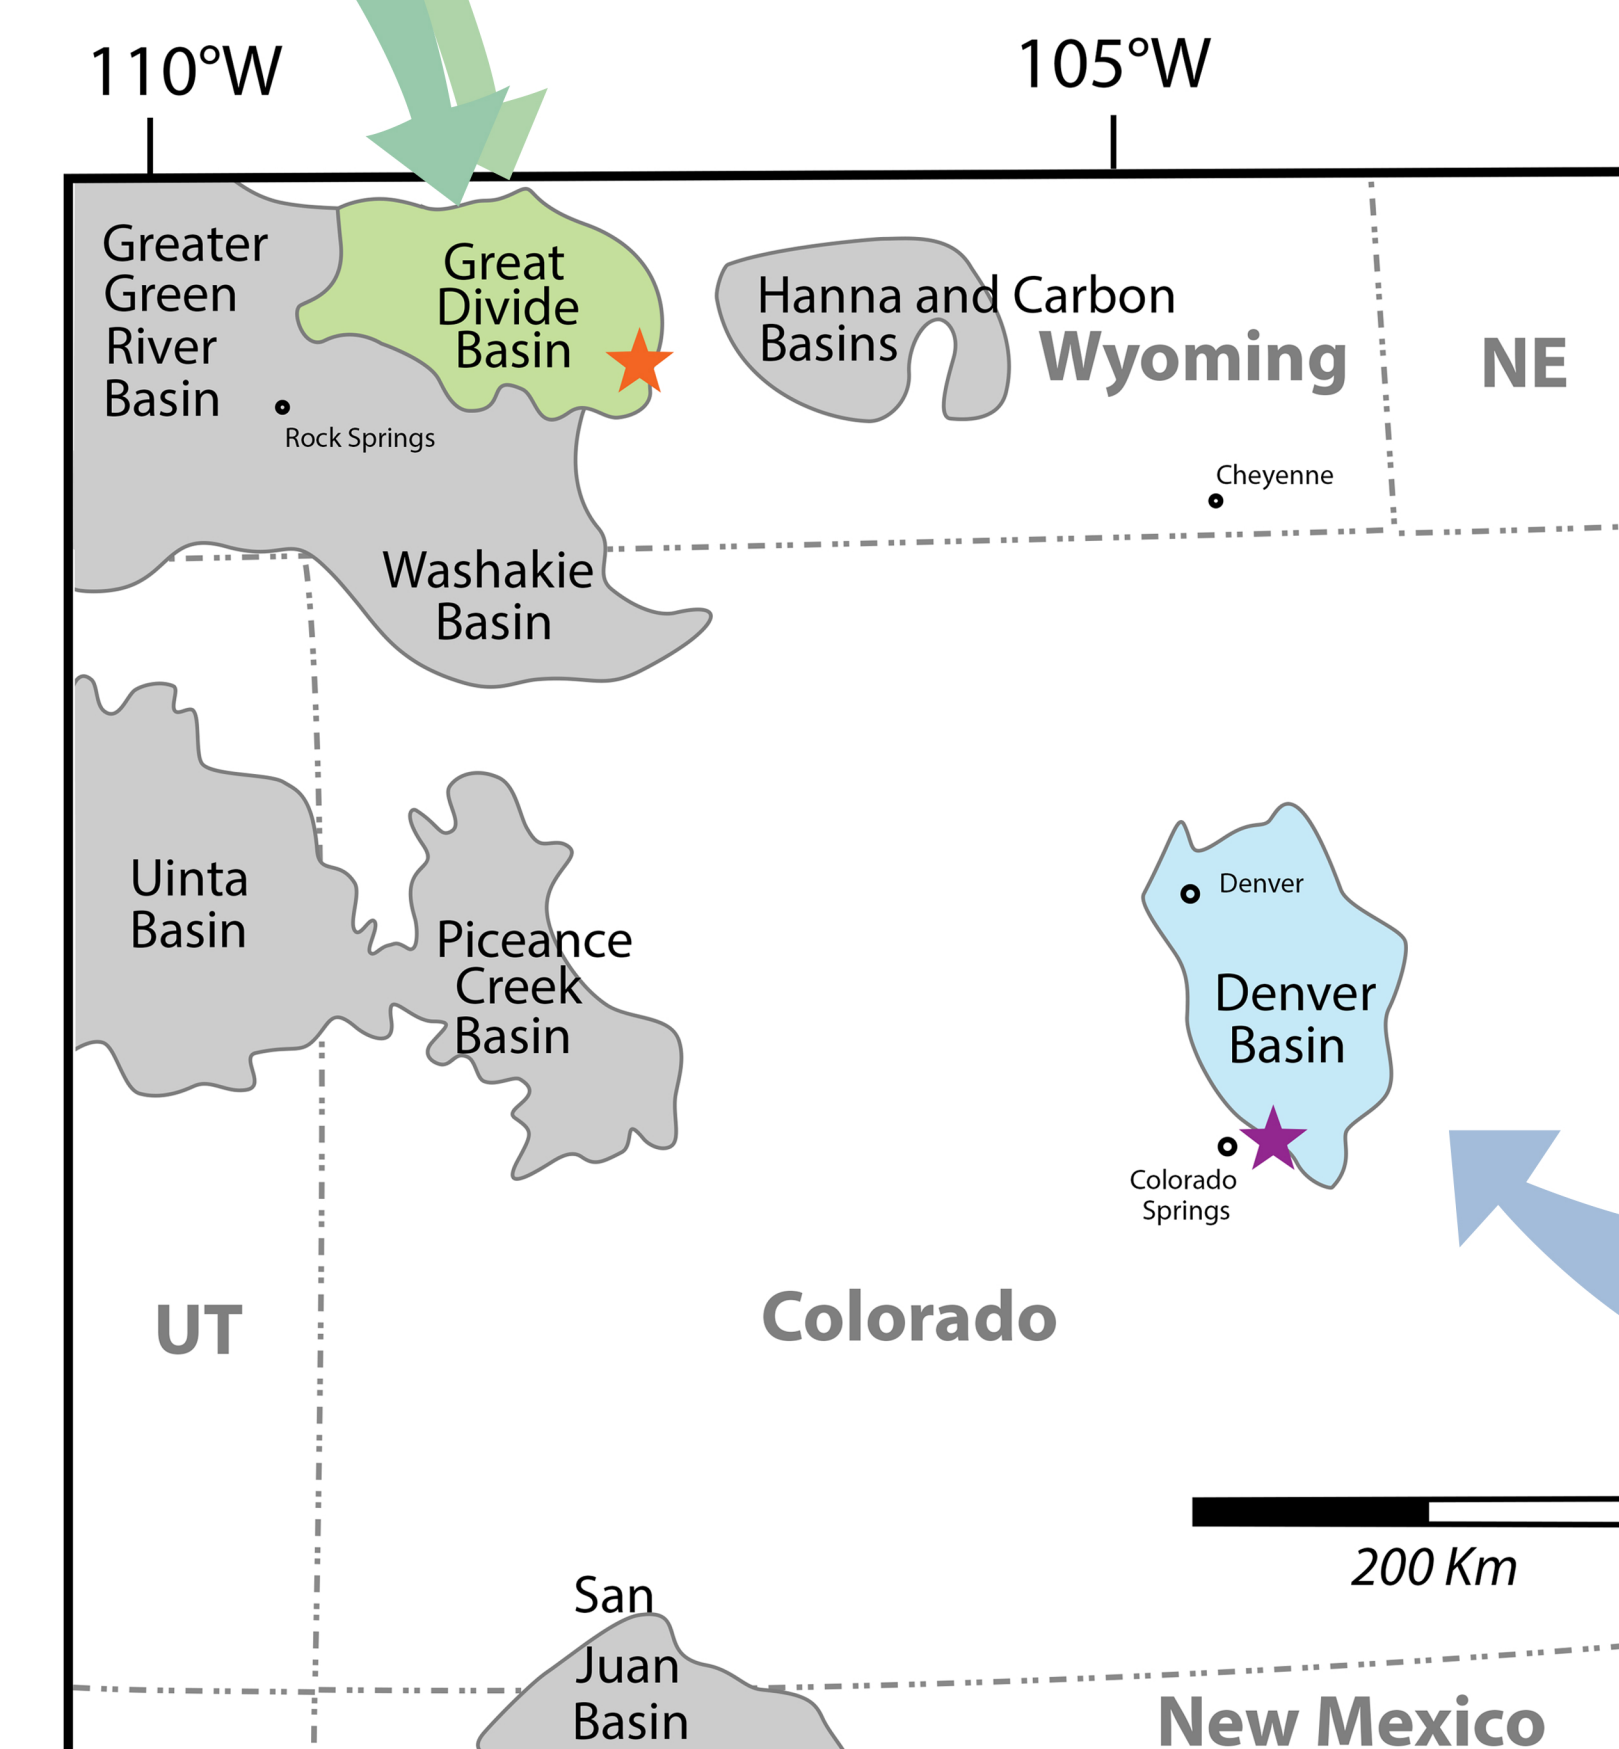 110°W
105°W
Greater
Green
River
Basin
Great
Divide
Basin
Hanna and Carbon
Basins
Wyoming
NE
Rock Springs
Cheyenne
Washakie
Basin
Uinta
Basin
Piceance
Creek
Basin
Denver
Denver
Basin
Colorado
Springs
UT
Colorado
200 Km
San
Juan
Basin
New Mexico